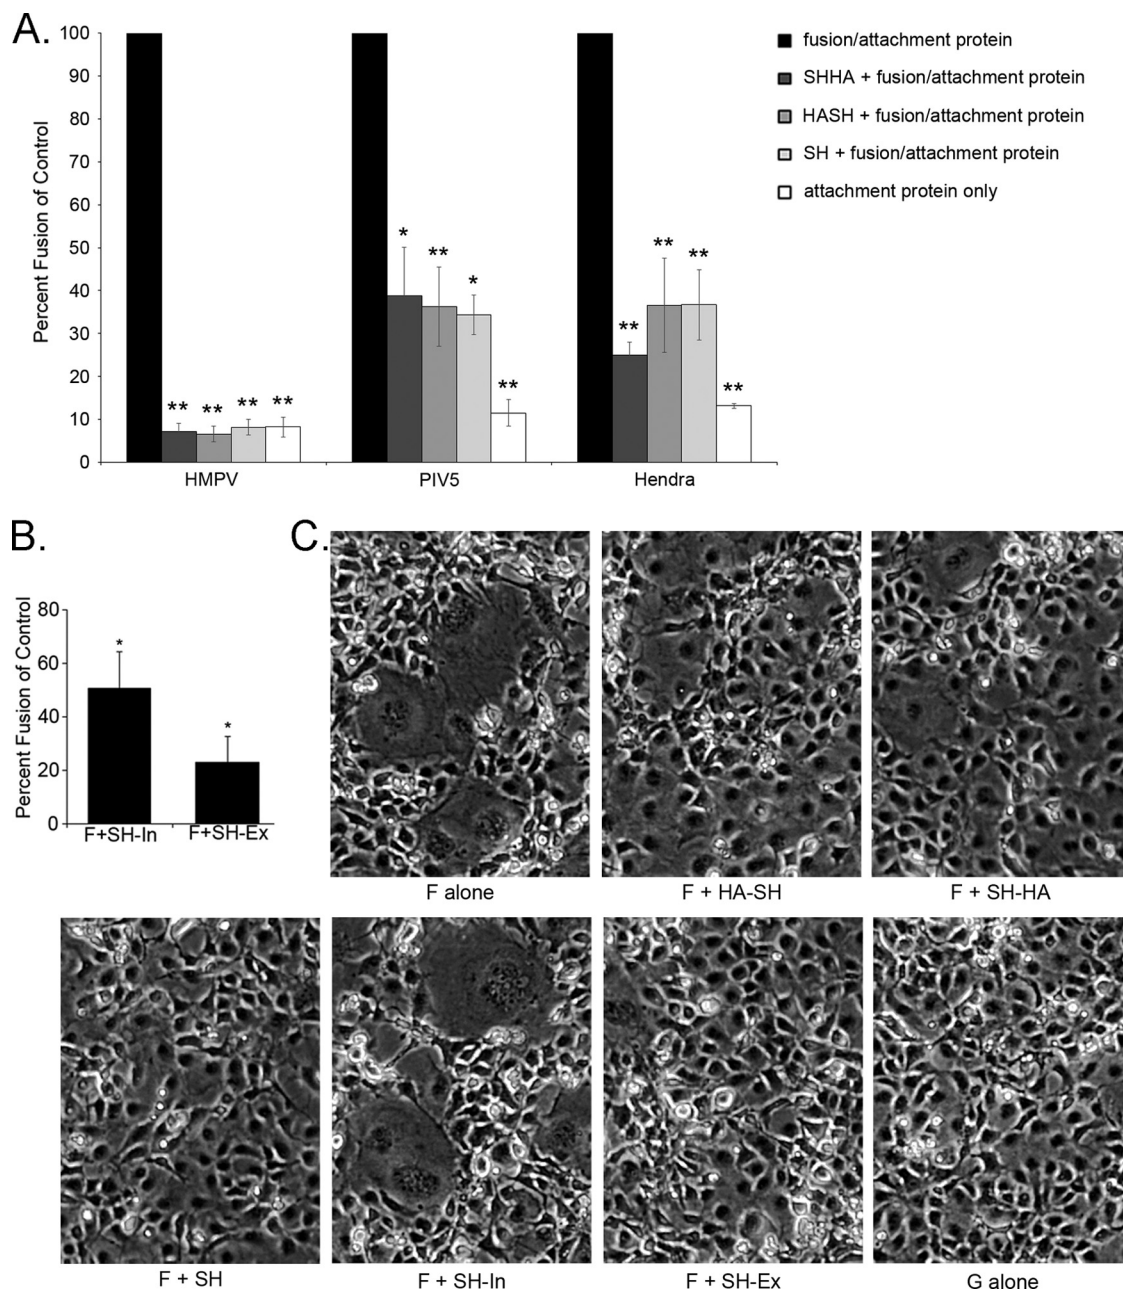 A.
Percent Fusion of Control
100
90
80
70
60
50
40
30
20
10
0
** ** ** **
* ** * **
** ** ** **
HMPV PIV5 Hendra
fusion/attachment protein
SHHA + fusion/attachment protein
HASH + fusion/attachment protein
SH + fusion/attachment protein
attachment protein only
B.
Percent Fusion of Control
80
60
40
20
0
* *
F+SH-In F+SH-Ex
C.
F alone F + HA-SH F + SH-HA
F + SH F + SH-In F + SH-Ex G alone